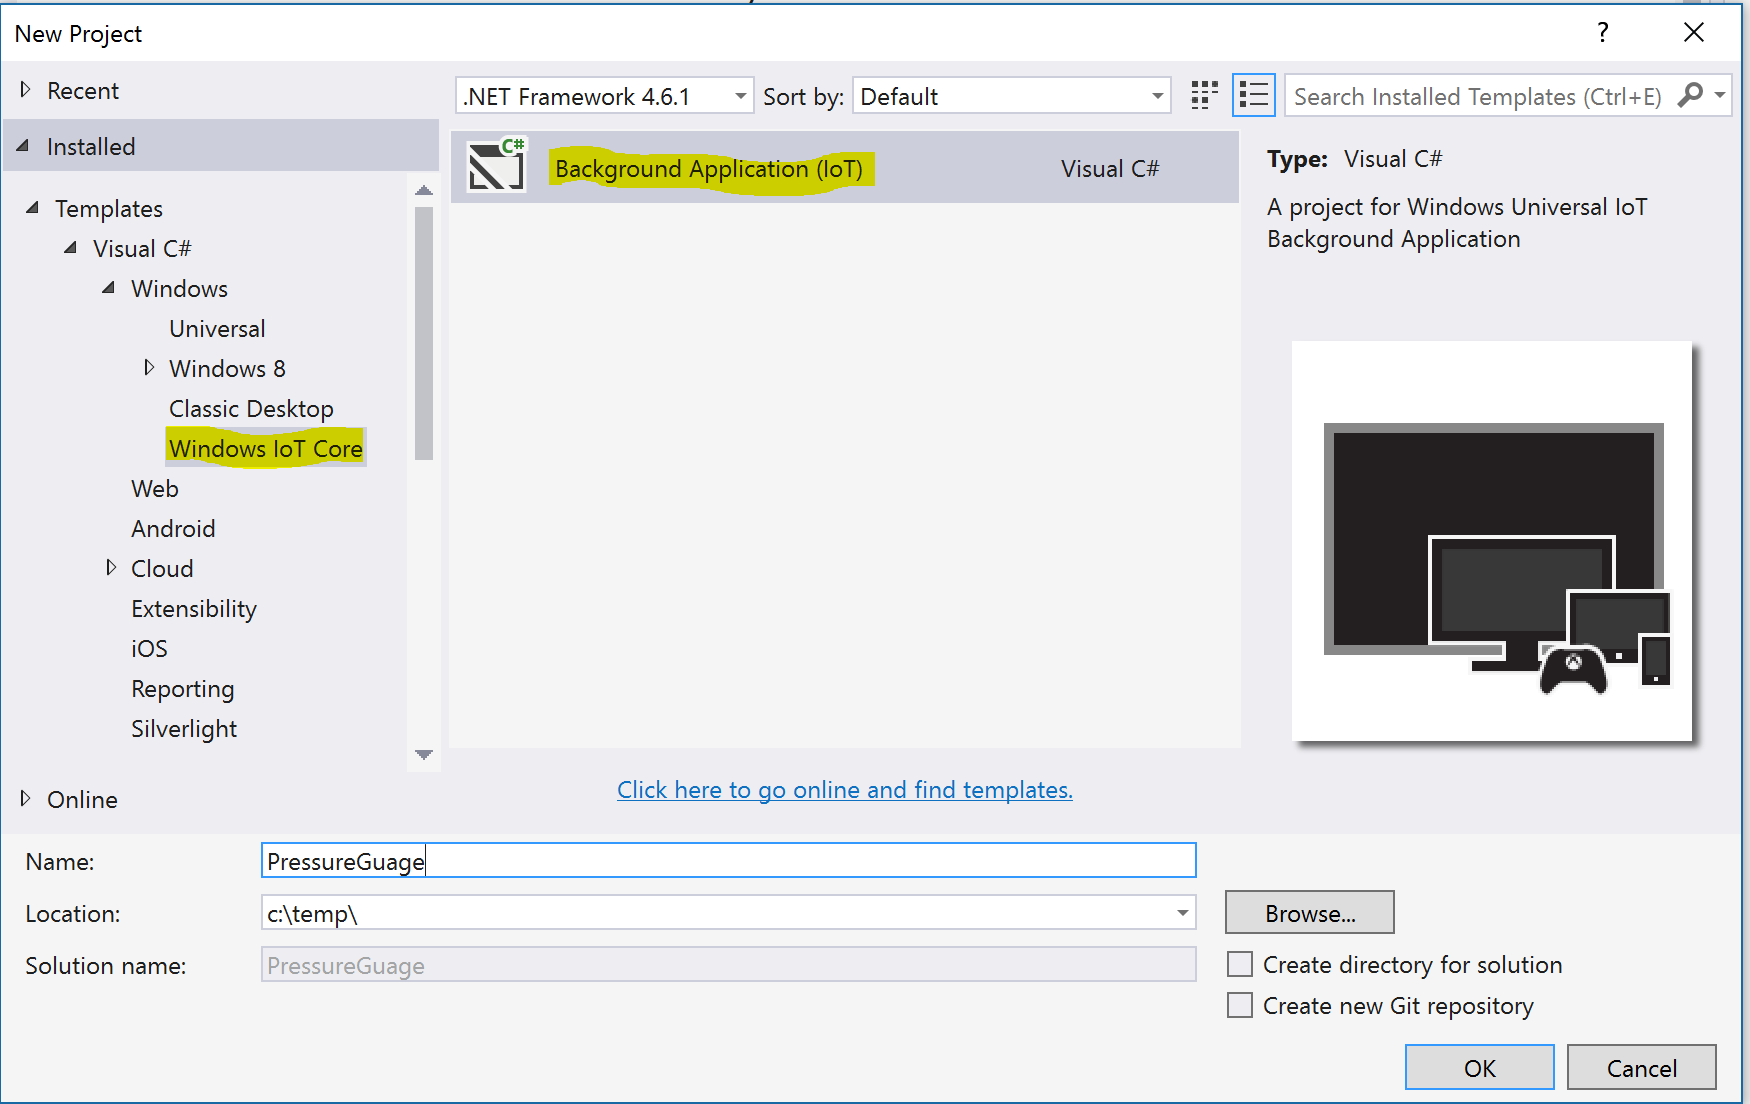 New Project
?
Recent
.NET Framework 4.6.1
Sort by:
Default
Search Installed Templates (Ctrl+E)
Installed
Templates
Visual C#
Windows
Universal
Windows 8
Classic Desktop
Windows IoT Core
Web
Android
Cloud
Extensibility
iOS
Reporting
Silverlight
Online
C#
Background Application (IoT)
Visual C#
Type: Visual C#
A project for Windows Universal IoT
Background Application
Click here to go online and find templates.
Name:
PressureGuage
Location:
c:\temp\
Browse...
Solution name:
PressureGuage
Create directory for solution
Create new Git repository
OK
Cancel